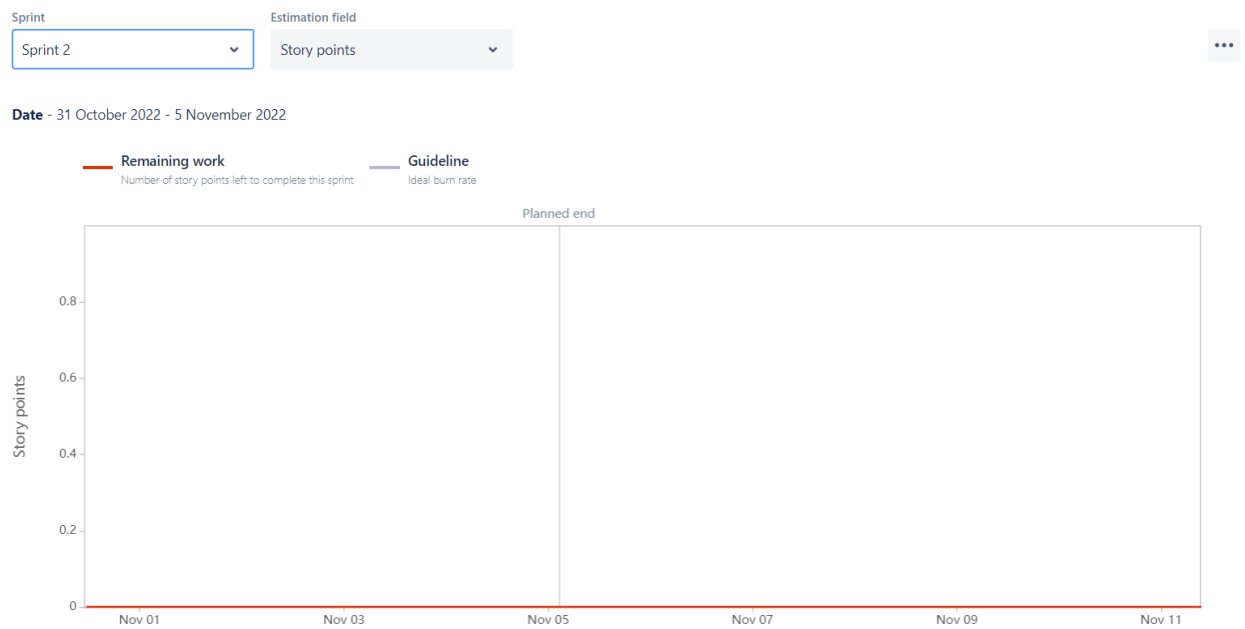 Sprint
Estimation field
Sprint 2
Story points
Date - 31 October 2022 - 5 November 2022
Remaining work
Number of story points left to complete this sprint
Guideline
Ideal burn rate
Planned end
Story points
0.8
0.6
0.4
0.2
0
Nov 01
Nov 03
Nov 05
Nov 07
Nov 09
Nov 11